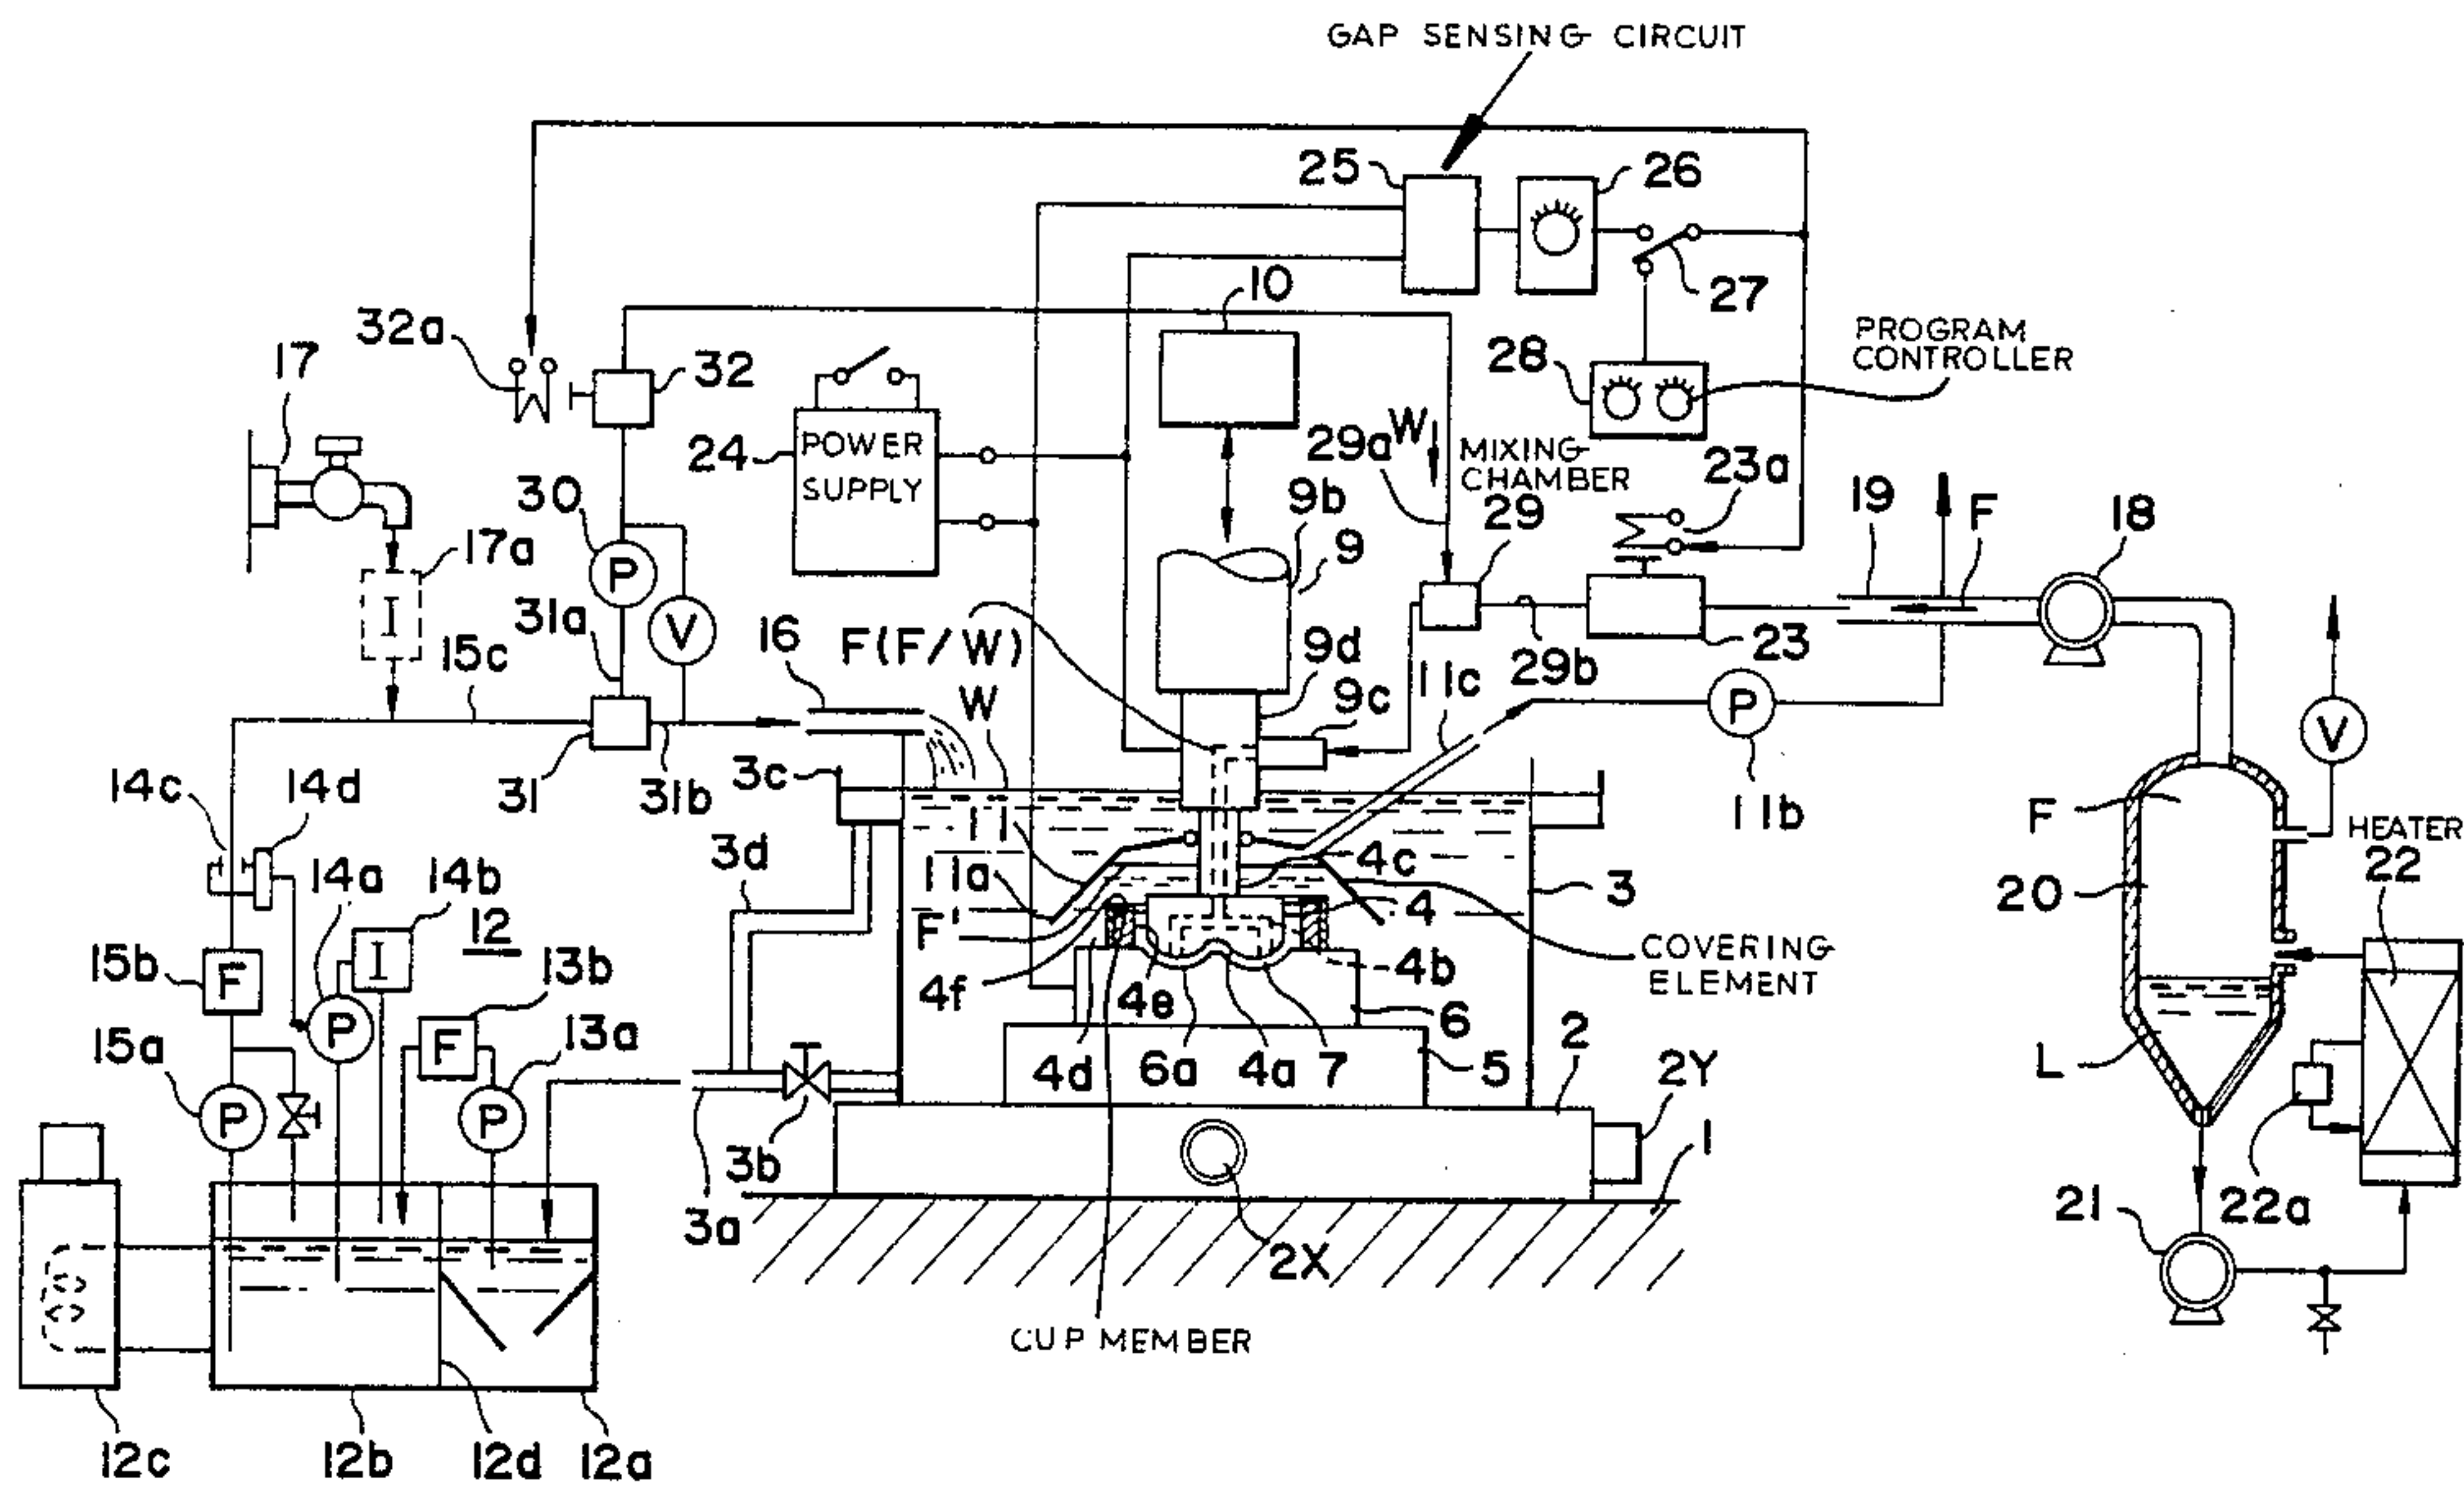 GAP SENSING CIRCUIT
25
26
27
10
32a
32
17
28
PROGRAM
CONTROLLER
24
POWER
SUPPLY
29a
W
MIXING
CHAMBER
29
23a
19
F
18
30
P
17a
I
31a
V
9b
9
15c
16
F(F/W)
9d
29b
23
W
9c
11c
P
11b
V
31
31b
3c
14c
14d
11
F
HEATER
22
3d
4c
14a
14b
11a
3
20
12
4
F'
COVERING
ELEMENT
15b
F
I
13b
4f
4e
4b
6
P
F
13a
2
2Y
L
15a
4d
6a
4a
7
5
P
P
3b
1
22a
3a
2X
21
CUP MEMBER
12c
12b
12d
12a